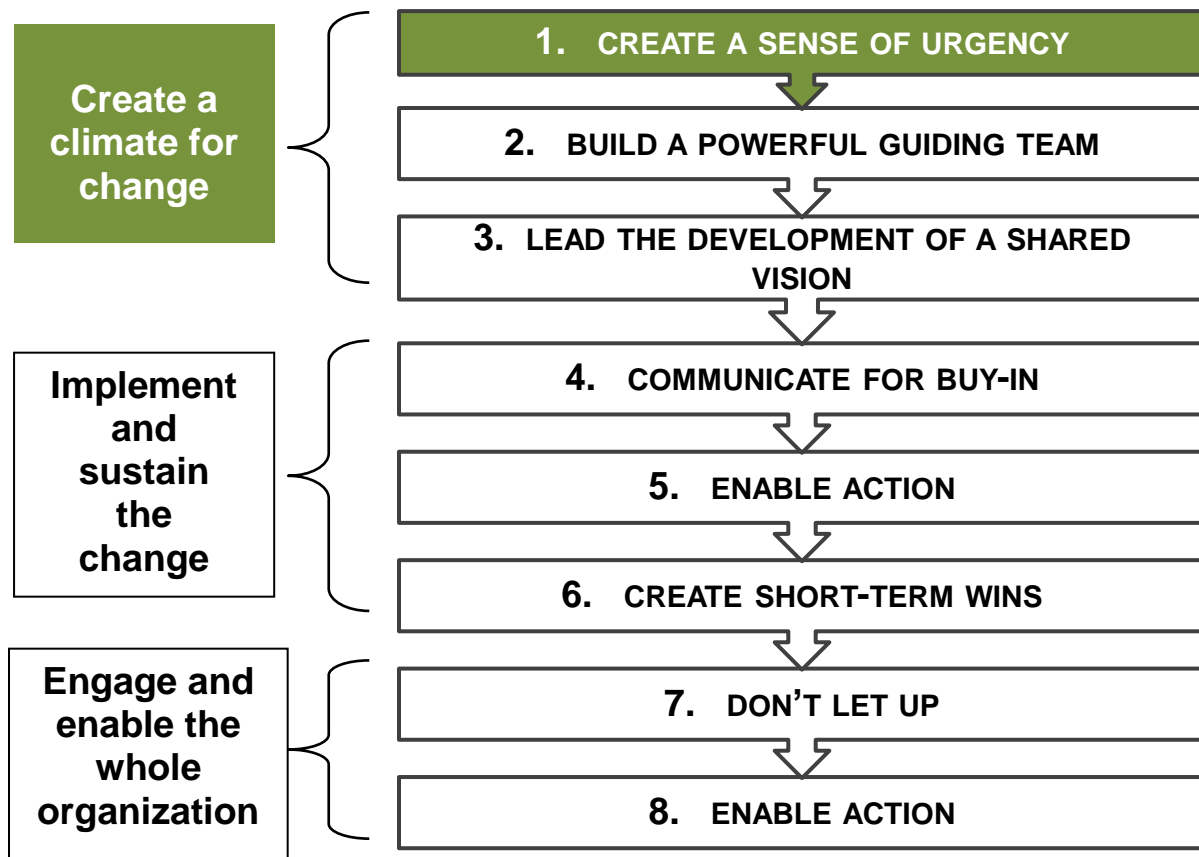 Create a
climate for
change
1. CREATE A SENSE OF URGENCY
2. BUILD A POWERFUL GUIDING TEAM
3. LEAD THE DEVELOPMENT OF A SHARED
VISION
Implement
and
sustain
the
change
4. COMMUNICATE FOR BUY-IN
5. ENABLE ACTION
6. CREATE SHORT-TERM WINS
Engage and
enable the
whole
organization
7. DON’T LET UP
8. ENABLE ACTION